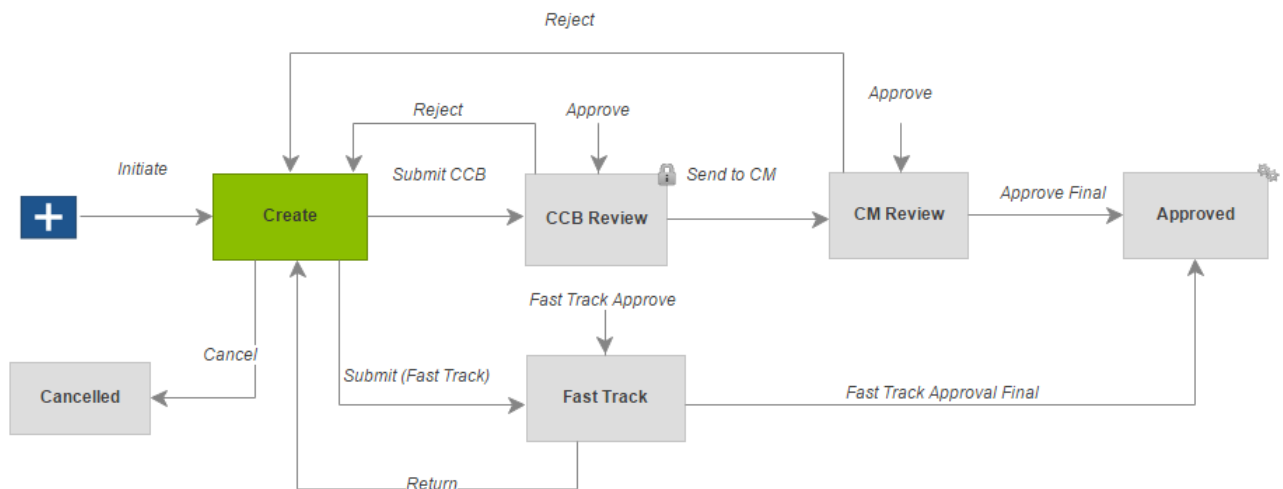 Reject
Reject
Approve
Approve
Initiate
Submit CCB
Send to CM
Create
CCB Review
CM Review
Approve Final
Approved
Fast Track Approve
Cancel
Cancelled
Submit (Fast Track)
Fast Track
Fast Track Approval Final
Return